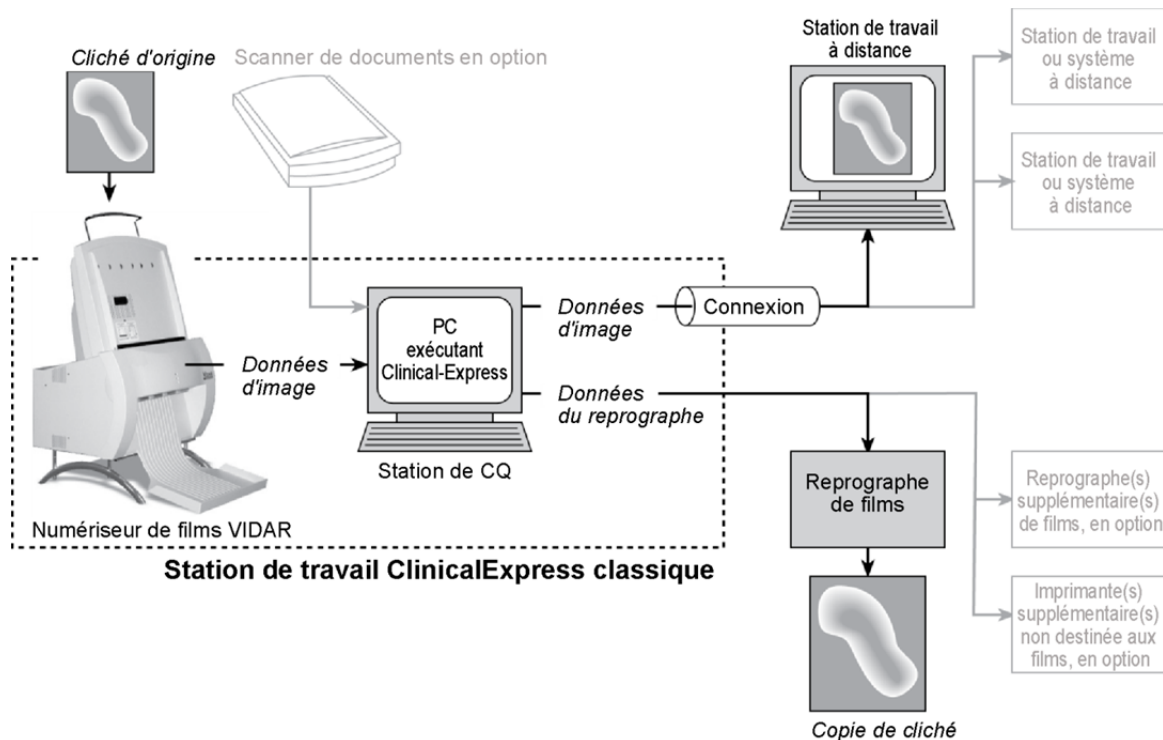 Cliché d'origine
Scanner de documents en option
Station de travail
à distance
Station de travail
ou système
à distance
Station de travail
ou système
à distance
Données
d'image
PC
exécutant
Clinical-Express
Données
d'image
Connexion
Données
du reprographe
Station de CQ
Numériseur de films VIDAR
Station de travail ClinicalExpress classique
Reprographe
de films
Reprographe(s)
supplémentaire(s)
de films, en option
Imprimante(s)
supplémentaire(s)
non destinée aux
films, en option
Copie de cliché